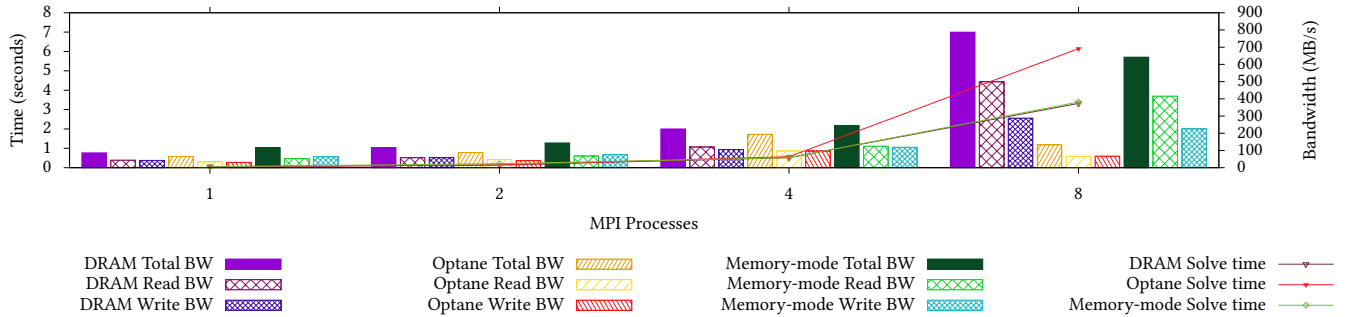 8
7
6
5
4
3
2
1
0
Time (seconds)
900
800
700
600
500
400
300
200
100
0
Bandwidth (MB/s)
1 2 4 8
MPI Processes
DRAM Total BW Optane Total BW Memory-mode Total BW DRAM Solve time
DRAM Read BW Optane Read BW Memory-mode Read BW Optane Solve time
DRAM Write BW Optane Write BW Memory-mode Write BW Memory-mode Solve time